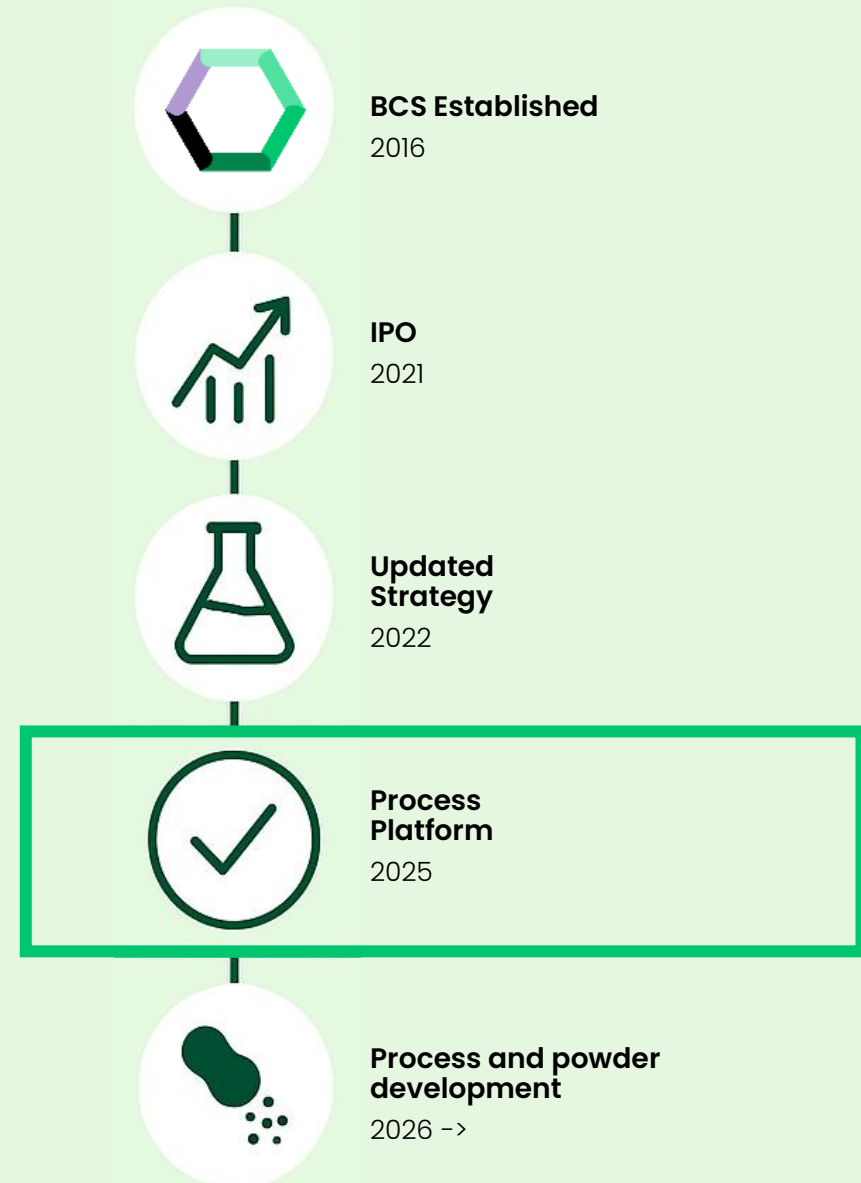 BCS Established
2016
IPO
2021
Updated
Strategy
2022
Process
Platform
2025
Process and powder
development
2026 ->